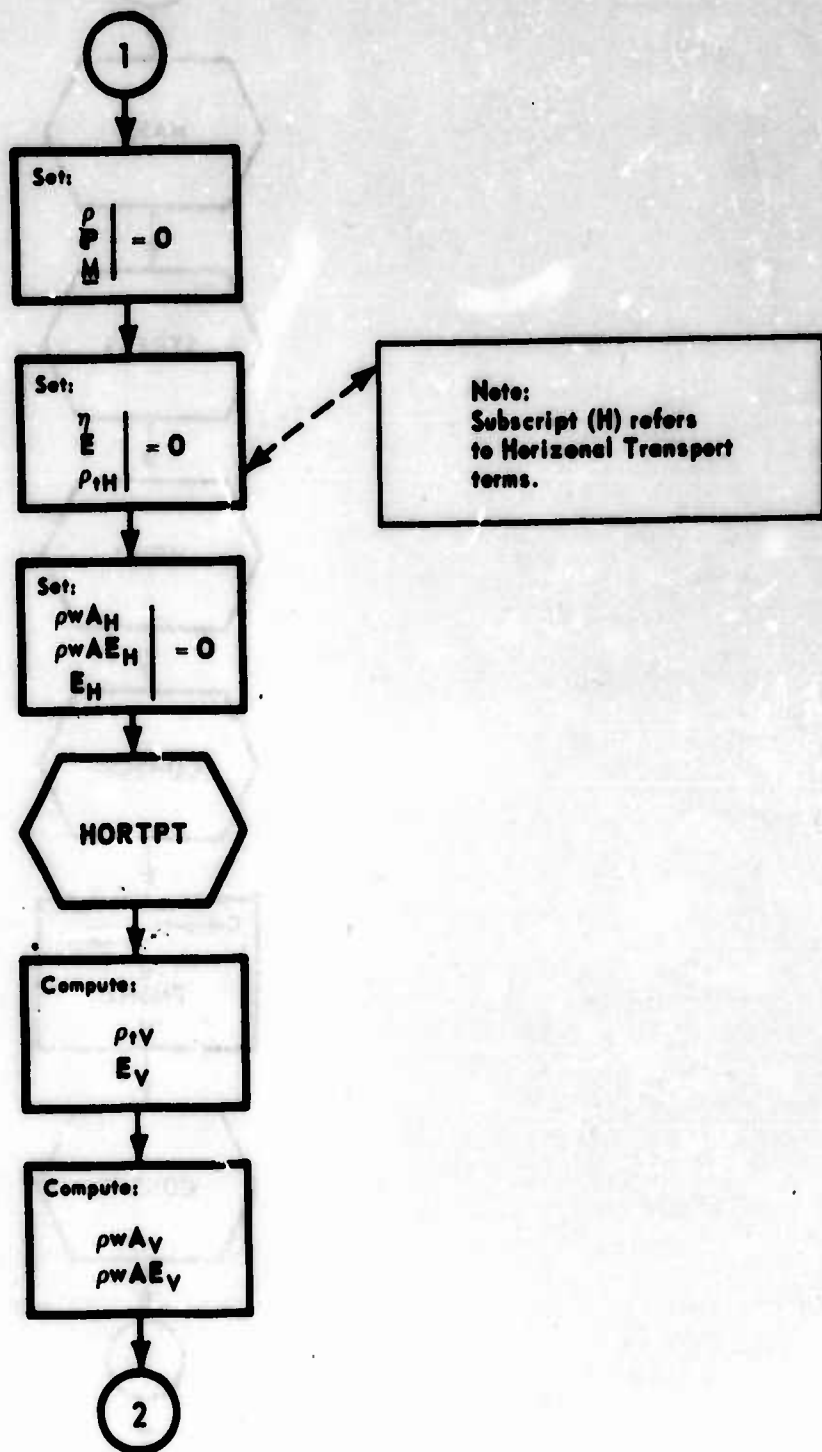 1
Set:
ρ
P = 0
M
Set:
η
E = 0
ρtH
Note:
Subscript (H) refers
to Horizonal Transport
terms.
Set:
ρwAH
ρwAEH = 0
EH
HORTPT
Compute:
ρtV
EV
Compute:
ρwAV
ρwAEV
2